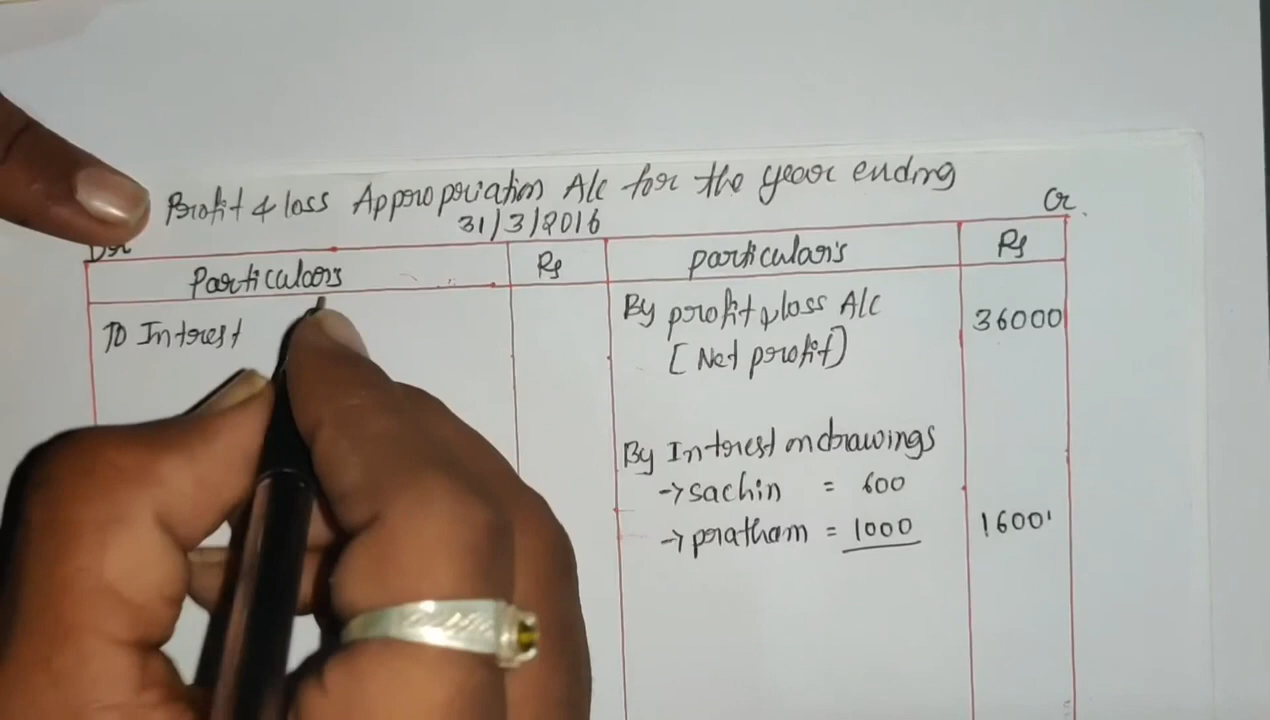 Profit & loss Appropriation A/c for the year ending
31/3/2016
Dr
Cr.
Particulars Rs particulars Rs
To Interest
By profit & loss A/c 36000
[Net profit)
By Interest on drawings
→sachin = 600
→pratham = 1000 1600